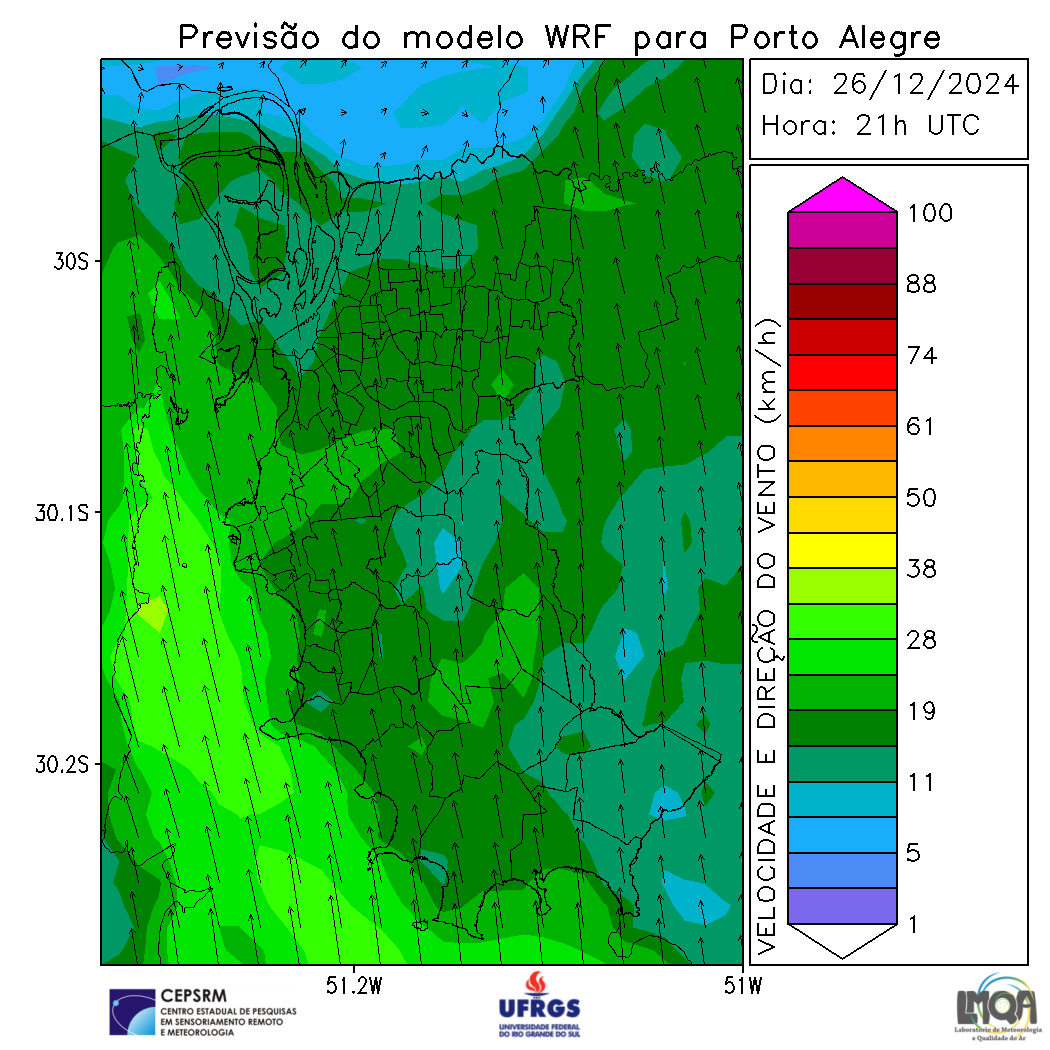 Previsão do modelo WRF para Porto Alegre
Dia: 26/12/2024
Hora: 21h UTC
30S
30.1S
30.2S
51.2W
51W
VELOCIDADE E DIREÇÃO DO VENTO (km/h)
100
88
74
61
50
38
28
19
11
5
1
CEPSRM
CENTRO ESTADUAL DE PESQUISAS
EM SENSORIAMENTO REMOTO
E METEOROLOGIA
UFRGS
UNIVERSIDADE FEDERAL
DO RIO GRANDE DO SUL
LMQA
Laboratório de Meteorologia
e Qualidade do Ar